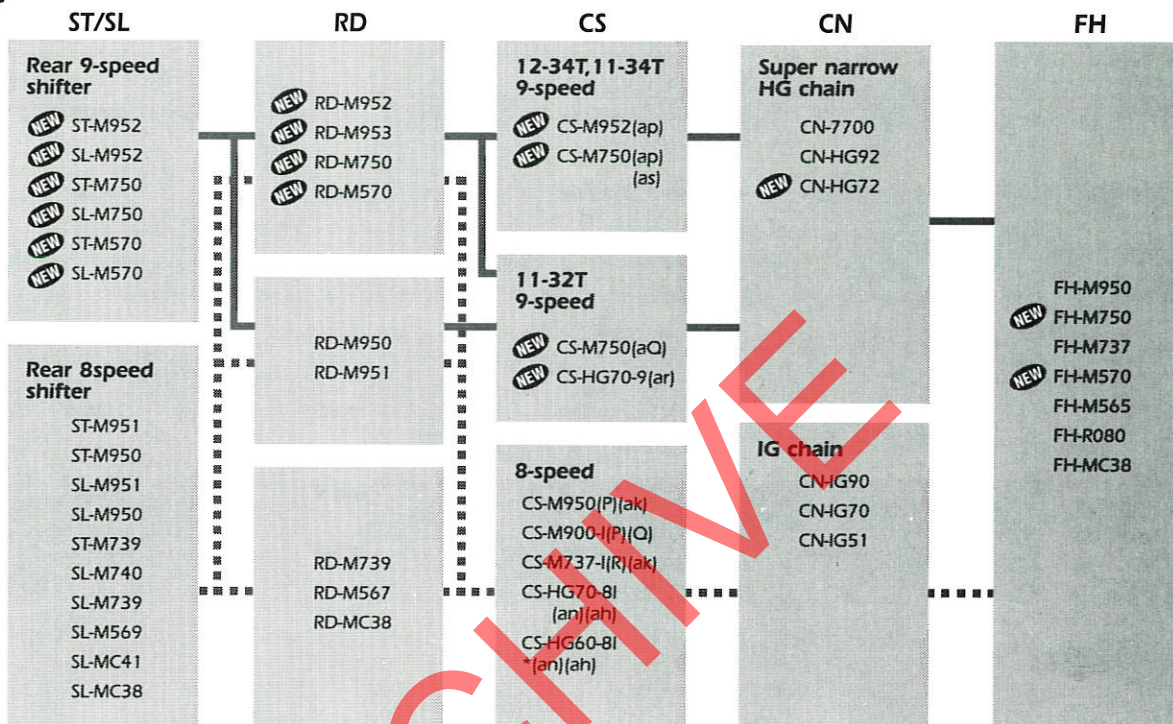 ST/SL
RD
CS
CN
FH
Rear 9-speed
shifter
NEW ST-M952
NEW SL-M952
NEW ST-M750
NEW SL-M750
NEW ST-M570
NEW SL-M570
Rear 8speed
shifter
ST-M951
ST-M950
SL-M951
SL-M950
ST-M739
SL-M740
SL-M739
SL-M569
SL-MC41
SL-MC38
NEW RD-M952
NEW RD-M953
NEW RD-M750
NEW RD-M570
RD-M950
RD-M951
RD-M739
RD-M567
RD-MC38
12-34T,11-34T
9-speed
NEW CS-M952(ap)
NEW CS-M750(ap)
(as)
11-32T
9-speed
NEW CS-M750(aQ)
NEW CS-HG70-9(ar)
8-speed
CS-M950(P)(ak)
CS-M900-I(P)(Q)
CS-M737-I(R)(ak)
CS-HG70-8I
(an)(ah)
CS-HG60-8I
*(an)(ah)
Super narrow
HG chain
CN-7700
CN-HG92
NEW CN-HG72
IG chain
CN-IG90
CN-IG70
CN-IG51
FH-M950
NEW FH-M750
FH-M737
NEW FH-M570
FH-M565
FH-R080
FH-MC38
CHIVE